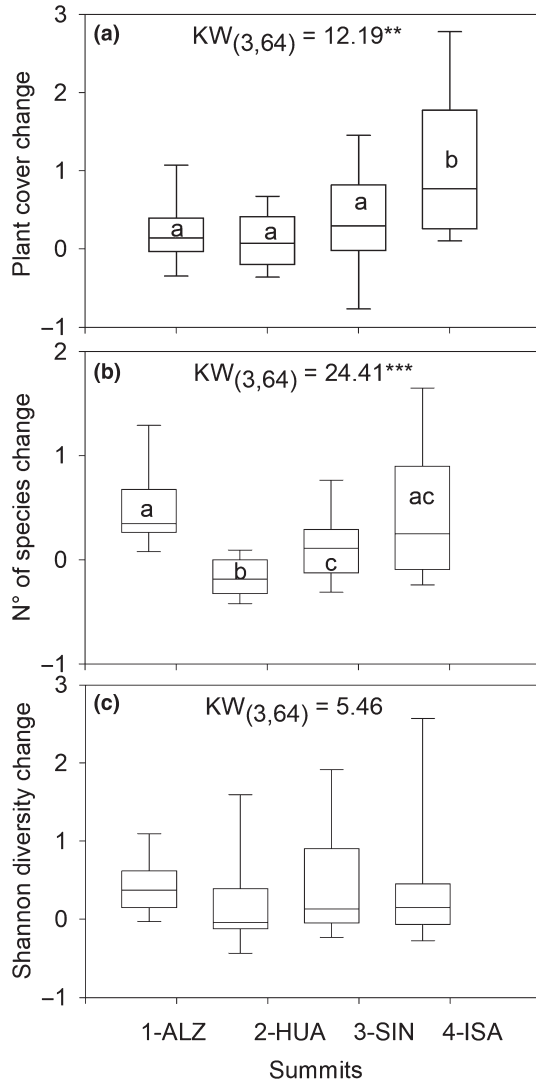 (a) KW(3,64) = 12.19**
Plant cover change
3
2
1
0
–1
a a a b
(b) KW(3,64) = 24.41***
N° of species change
2
1
0
–1
a b c ac
(c) KW(3,64) = 5.46
Shannon diversity change
3
2
1
0
–1
1-ALZ 2-HUA 3-SIN 4-ISA
Summits